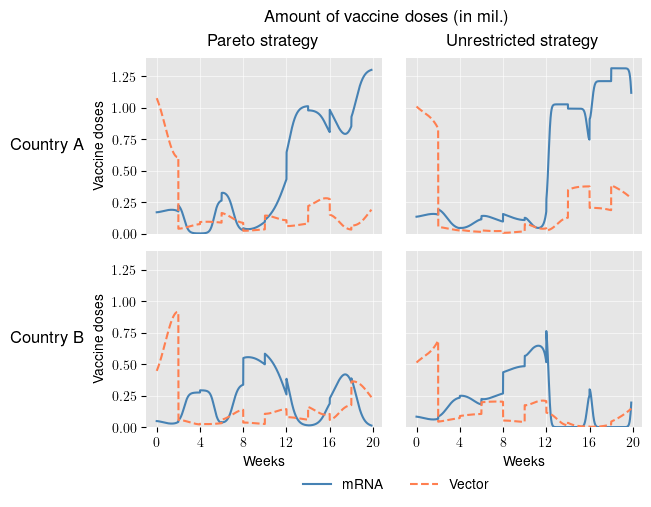 Amount of vaccine doses (in mil.)
Pareto strategy
Unrestricted strategy
Country A
Vaccine doses
1.25
1.00
0.75
0.50
0.25
0.00
Country B
Vaccine doses
1.25
1.00
0.75
0.50
0.25
0.00
0 4 8 12 16 20
0 4 8 12 16 20
Weeks
Weeks
mRNA
Vector